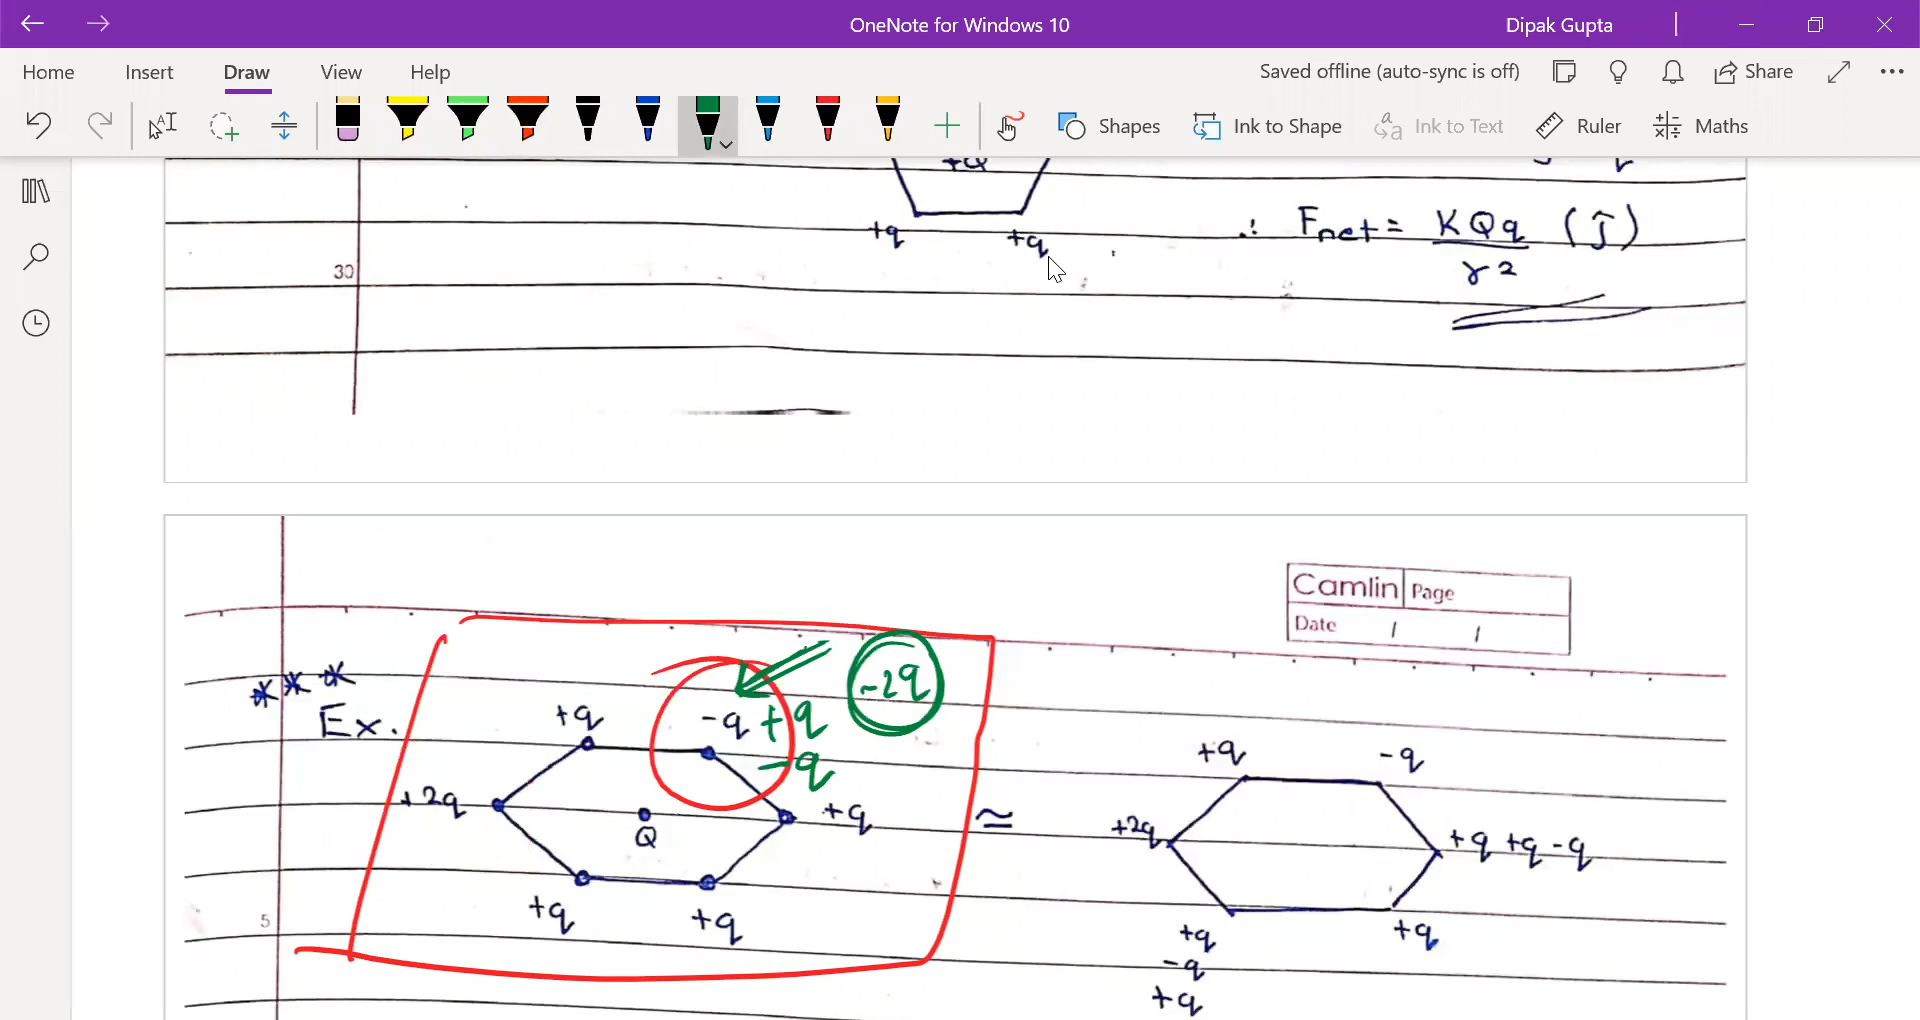 OneNote for Windows 10
Dipak Gupta
Home Insert Draw View Help
Saved offline (auto-sync is off) Share
Shapes Ink to Shape Ink to Text Ruler Maths
+Q
+q +q
30
∴ Fnet = KQq (ĵ)
r²
Camlin Page
Date / /
*** Ex.
+q -q +q -2q
-q
+2q Q +q
+q +q
≃
+q -q
+2q +q +q -q
+q +q
-q
+q
5